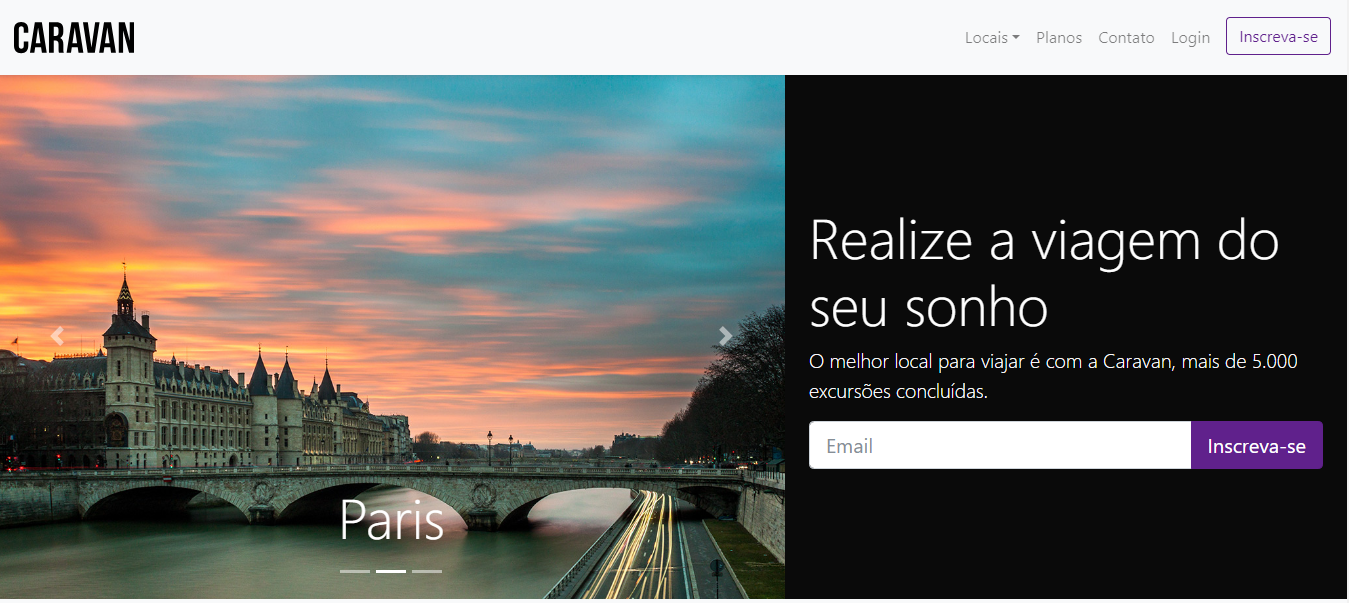 CARAVAN
Locais Planos Contato Login Inscreva-se
Realize a viagem do
seu sonho
O melhor local para viajar é com a Caravan, mais de 5.000
excursões concluídas.
Email Inscreva-se
Paris